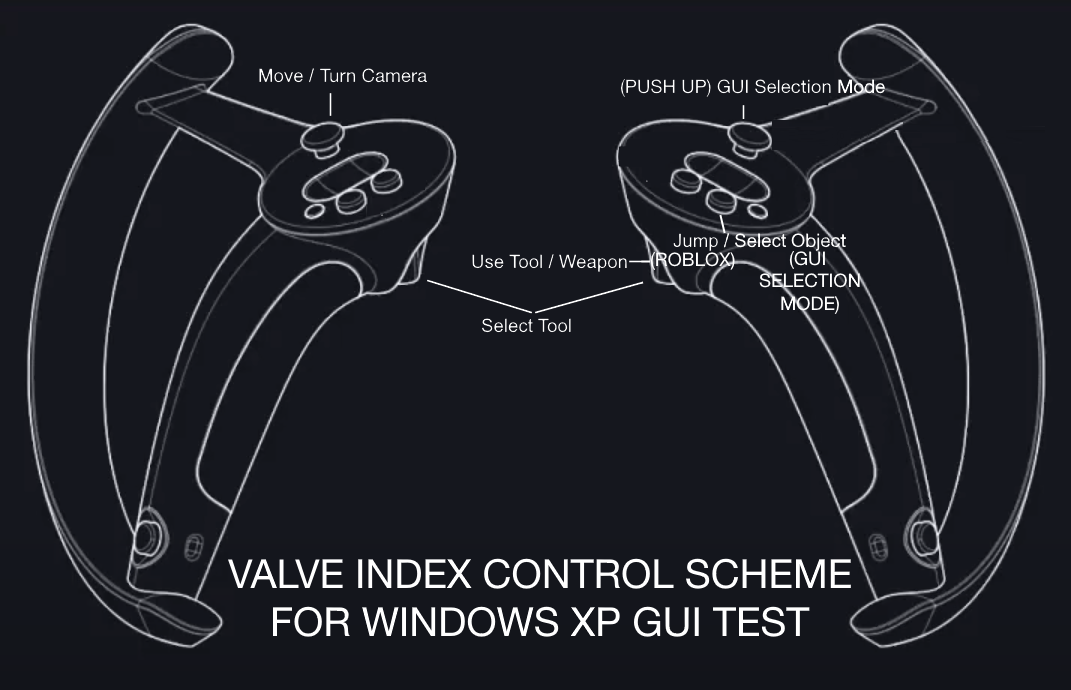 Move / Turn Camera
(PUSH UP) GUI Selection Mode
Jump / Select Object
(ROBLOX)
(GUI
SELECTION
MODE)
Use Tool / Weapon
Select Tool
VALVE INDEX CONTROL SCHEME
FOR WINDOWS XP GUI TEST